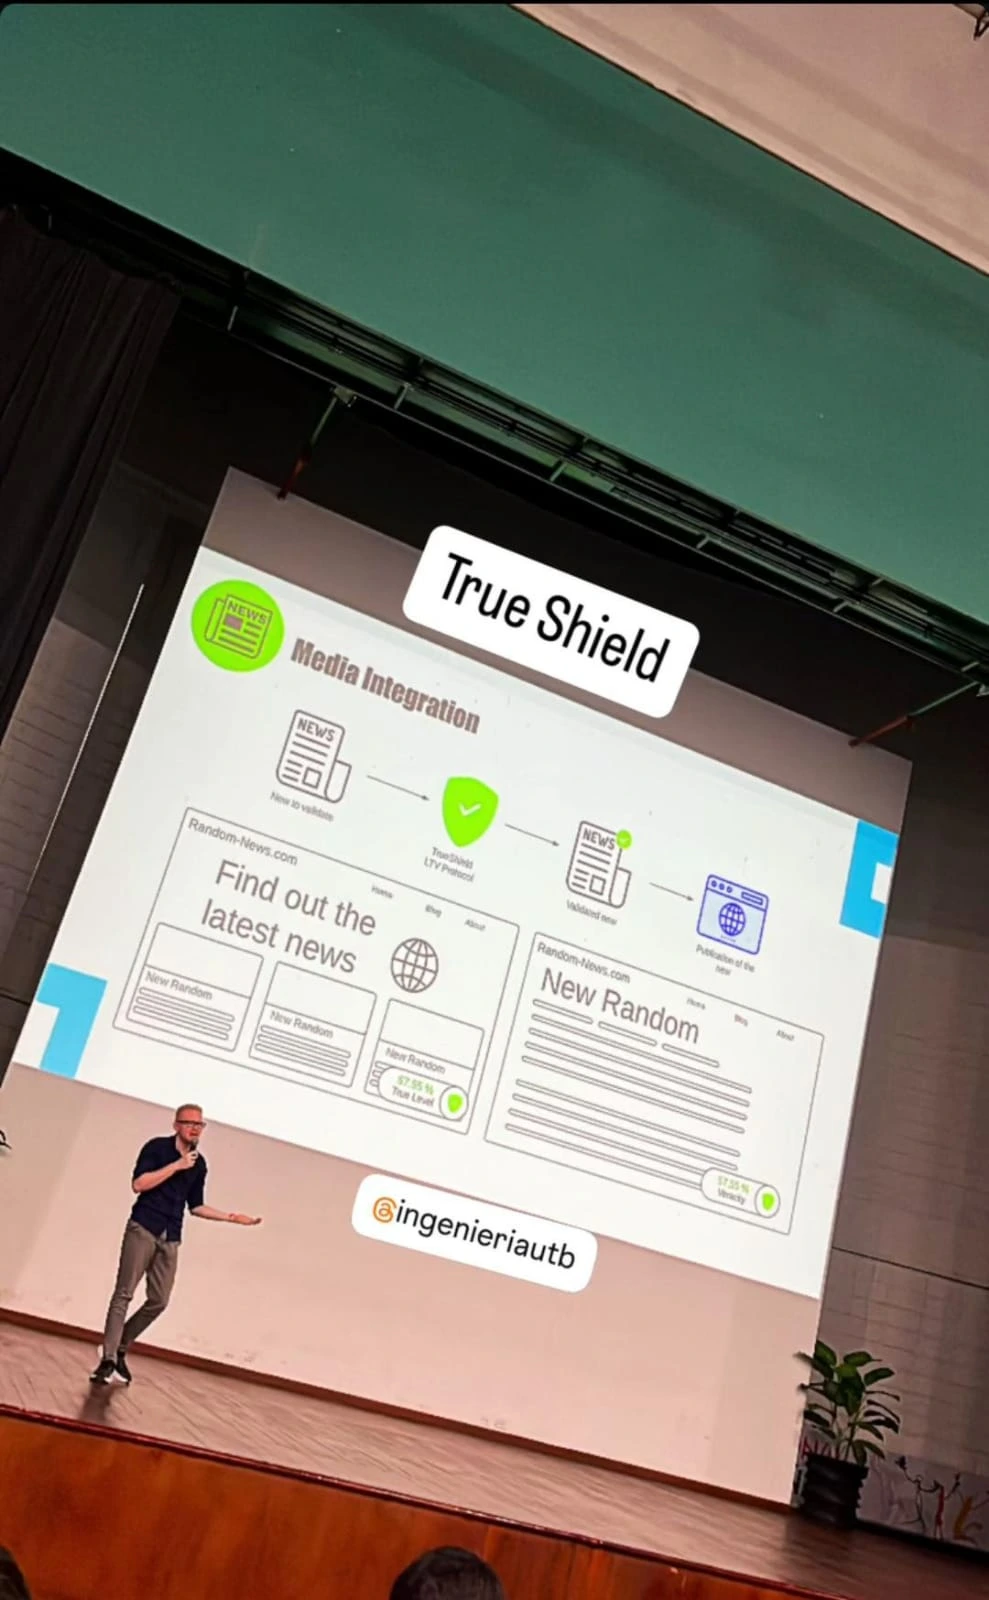 True Shield
NEWS
Media Integration
NEWS
New to validate
TrueShield
LTV Protocol
NEWS
Validated new
Publication of the
new
Random-News.com
Home
Blog
About
Find out the
latest news
New Random
New Random
New Random
57.55 %
True Level
Random-News.com
Home
Blog
About
New Random
57.55 %
Veracity
@ingenieriautb